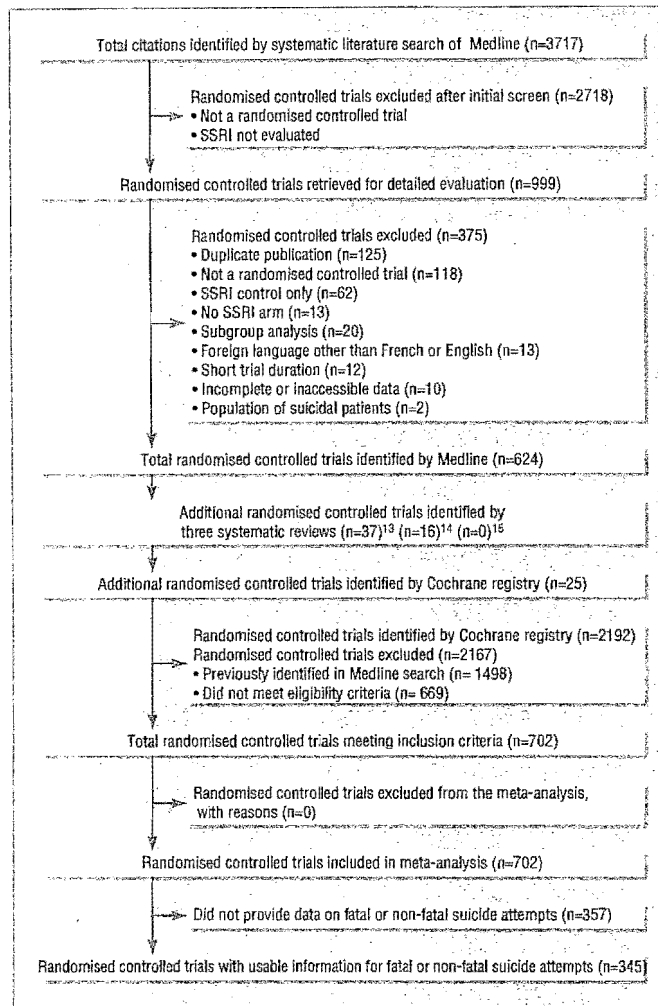 Total citations identified by systematic literature search of Medline (n=3717)
Randomised controlled trials excluded after initial screen (n=2718)
• Not a randomised controlled trial
• SSRI not evaluated
Randomised controlled trials retrieved for detailed evaluation (n=999)
Randomised controlled trials excluded (n=375)
• Duplicate publication (n=125)
• Not a randomised controlled trial (n=118)
• SSRI control only (n=62)
• No SSRI arm (n=13)
• Subgroup analysis (n=20)
• Foreign language other than French or English (n=13)
• Short trial duration (n=12)
• Incomplete or inaccessible data (n=10)
• Population of suicidal patients (n=2)
Total randomised controlled trials identified by Medline (n=624)
Additional randomised controlled trials identified by
three systematic reviews (n=37)¹³ (n=16)¹⁴ (n=0)¹⁵
Additional randomised controlled trials identified by Cochrane registry (n=25)
Randomised controlled trials identified by Cochrane registry (n=2192)
Randomised controlled trials excluded (n=2167)
• Previously identified in Medline search (n= 1498)
• Did not meet eligibility criteria (n= 669)
Total randomised controlled trials meeting inclusion criteria (n=702)
Randomised controlled trials excluded from the meta-analysis,
with reasons (n=0)
Randomised controlled trials included in meta-analysis (n=702)
Did not provide data on fatal or non-fatal suicide attempts (n=357)
Randomised controlled trials with usable information for fatal or non-fatal suicide attempts (n=345)